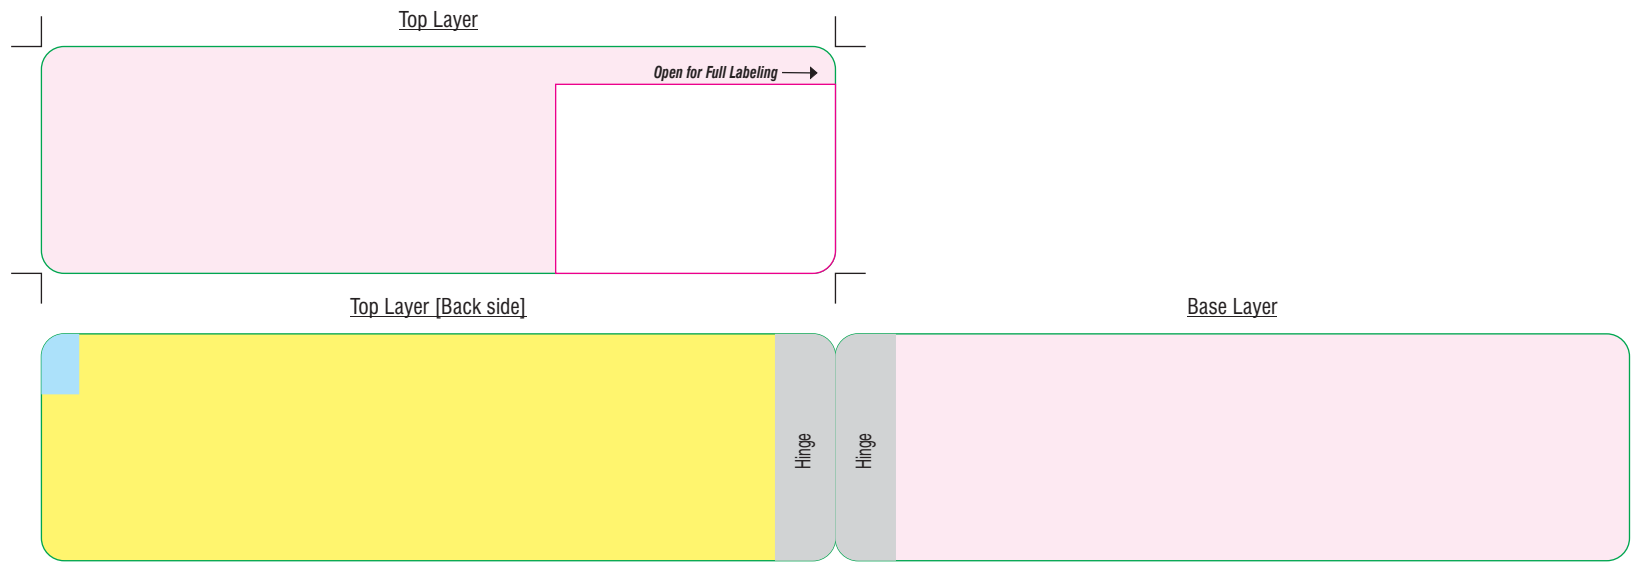 Top Layer
Open for Full Labeling
Top Layer [Back side]
Base Layer
Hinge
Hinge